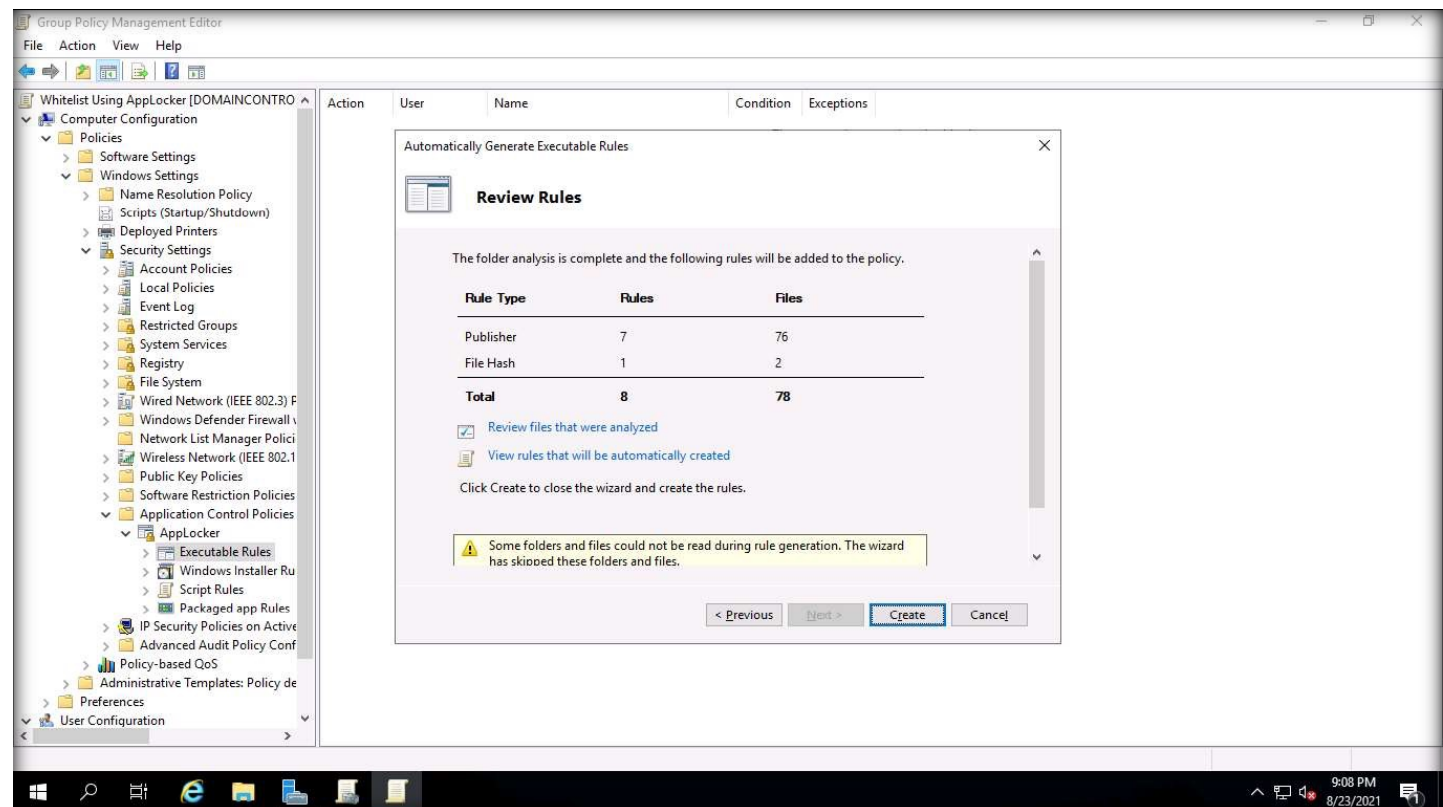 Group Policy Management Editor
File Action View Help
Whitelist Using AppLocker [DOMAINCONTRO
Computer Configuration
Policies
Software Settings
Windows Settings
Name Resolution Policy
Scripts (Startup/Shutdown)
Deployed Printers
Security Settings
Account Policies
Local Policies
Event Log
Restricted Groups
System Services
Registry
File System
Wired Network (IEEE 802.3) P
Windows Defender Firewall
Network List Manager Polici
Wireless Network (IEEE 802.1
Public Key Policies
Software Restriction Policies
Application Control Policies
AppLocker
Executable Rules
Windows Installer Ru
Script Rules
Packaged app Rules
IP Security Policies on Active
Advanced Audit Policy Conf
Policy-based QoS
Administrative Templates: Policy de
Preferences
User Configuration
Action User Name Condition Exceptions
Automatically Generate Executable Rules
Review Rules
The folder analysis is complete and the following rules will be added to the policy.
Rule Type Rules Files
Publisher 7 76
File Hash 1 2
Total 8 78
Review files that were analyzed
View rules that will be automatically created
Click Create to close the wizard and create the rules.
Some folders and files could not be read during rule generation. The wizard
has skipped these folders and files.
< Previous Next > Create Cancel
9:08 PM
8/23/2021